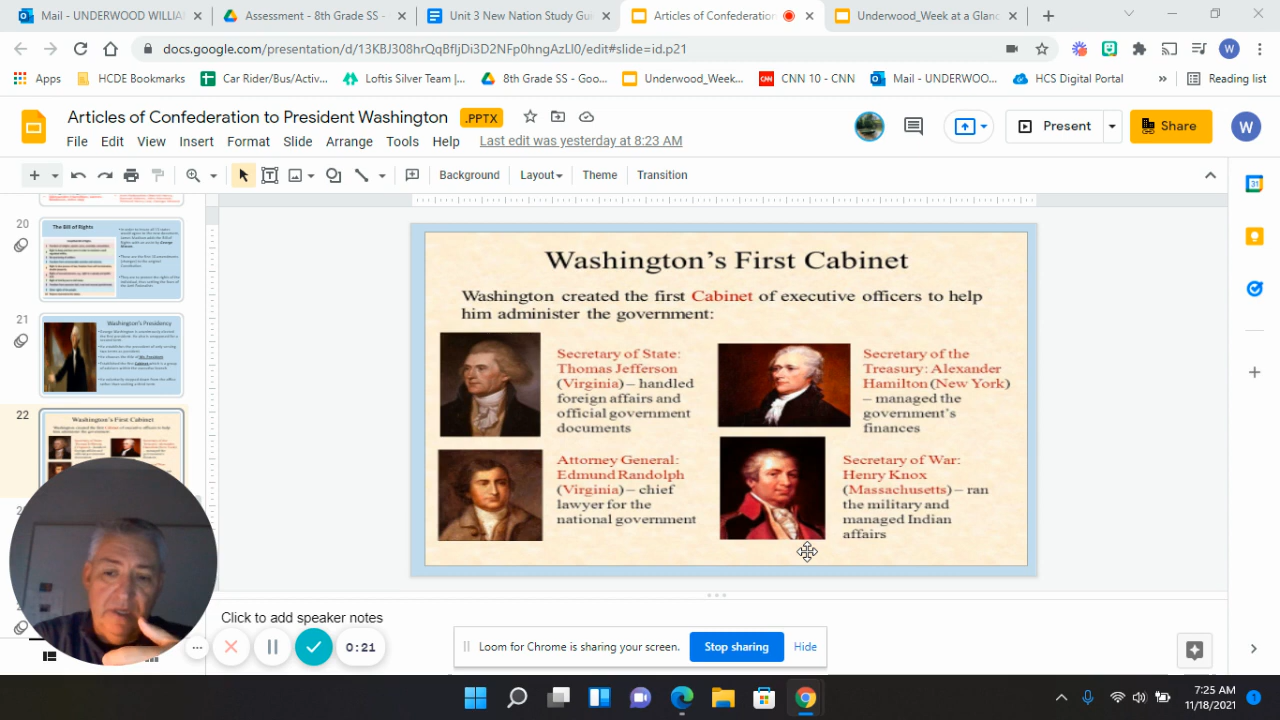 Mail - UNDERWOOD WILLIA
Assessment - 8th Grade SS -
Unit 3 New Nation Study Gui
Articles of Confederation
Underwood_Week at a Glanc
docs.google.com/presentation/d/13KBJ308hrQqBfljDi3D2NFp0hngAzLl0/edit#slide=id.p21
W
Apps
HCDE Bookmarks
Car Rider/Bus/Activ...
Loftis Silver Team |...
8th Grade SS - Goo...
Underwood_Week...
CNN 10 - CNN
Mail - UNDERWOO...
HCS Digital Portal
»
Reading list
Articles of Confederation to President Washington
.PPTX
Present
Share
W
File Edit View Insert Format Slide Arrange Tools Help
Last edit was yesterday at 8:23 AM
Background
Layout
Theme
Transition
31
20
The Bill of Rights
21
Washington's Presidency
22
Washington's First Cabinet
Washington's First Cabinet
Washington created the first Cabinet of executive officers to help
him administer the government:
of State:
Jefferson
– handled
foreign affairs and
official government
documents
Secretary of the
Treasury: Alexander
Hamilton (New York)
– managed the
government's
finances
Attorney General:
Edmund Randolph
(Virginia) – chief
lawyer for the
national government
Secretary of War:
Henry Knox
(Massachusetts) – ran
the military and
managed Indian
affairs
Click to add speaker notes
0:21
Loom for Chrome is sharing your screen.
Stop sharing
Hide
7:25 AM
11/18/2021
1